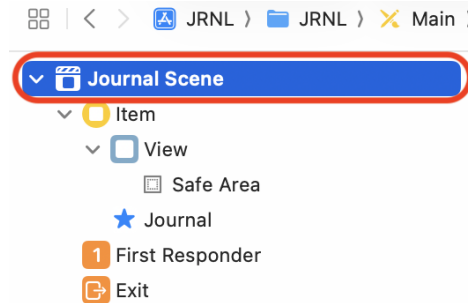 JRNL 〉 JRNL 〉 Main
Journal Scene
Item
View
Safe Area
Journal
1 First Responder
Exit